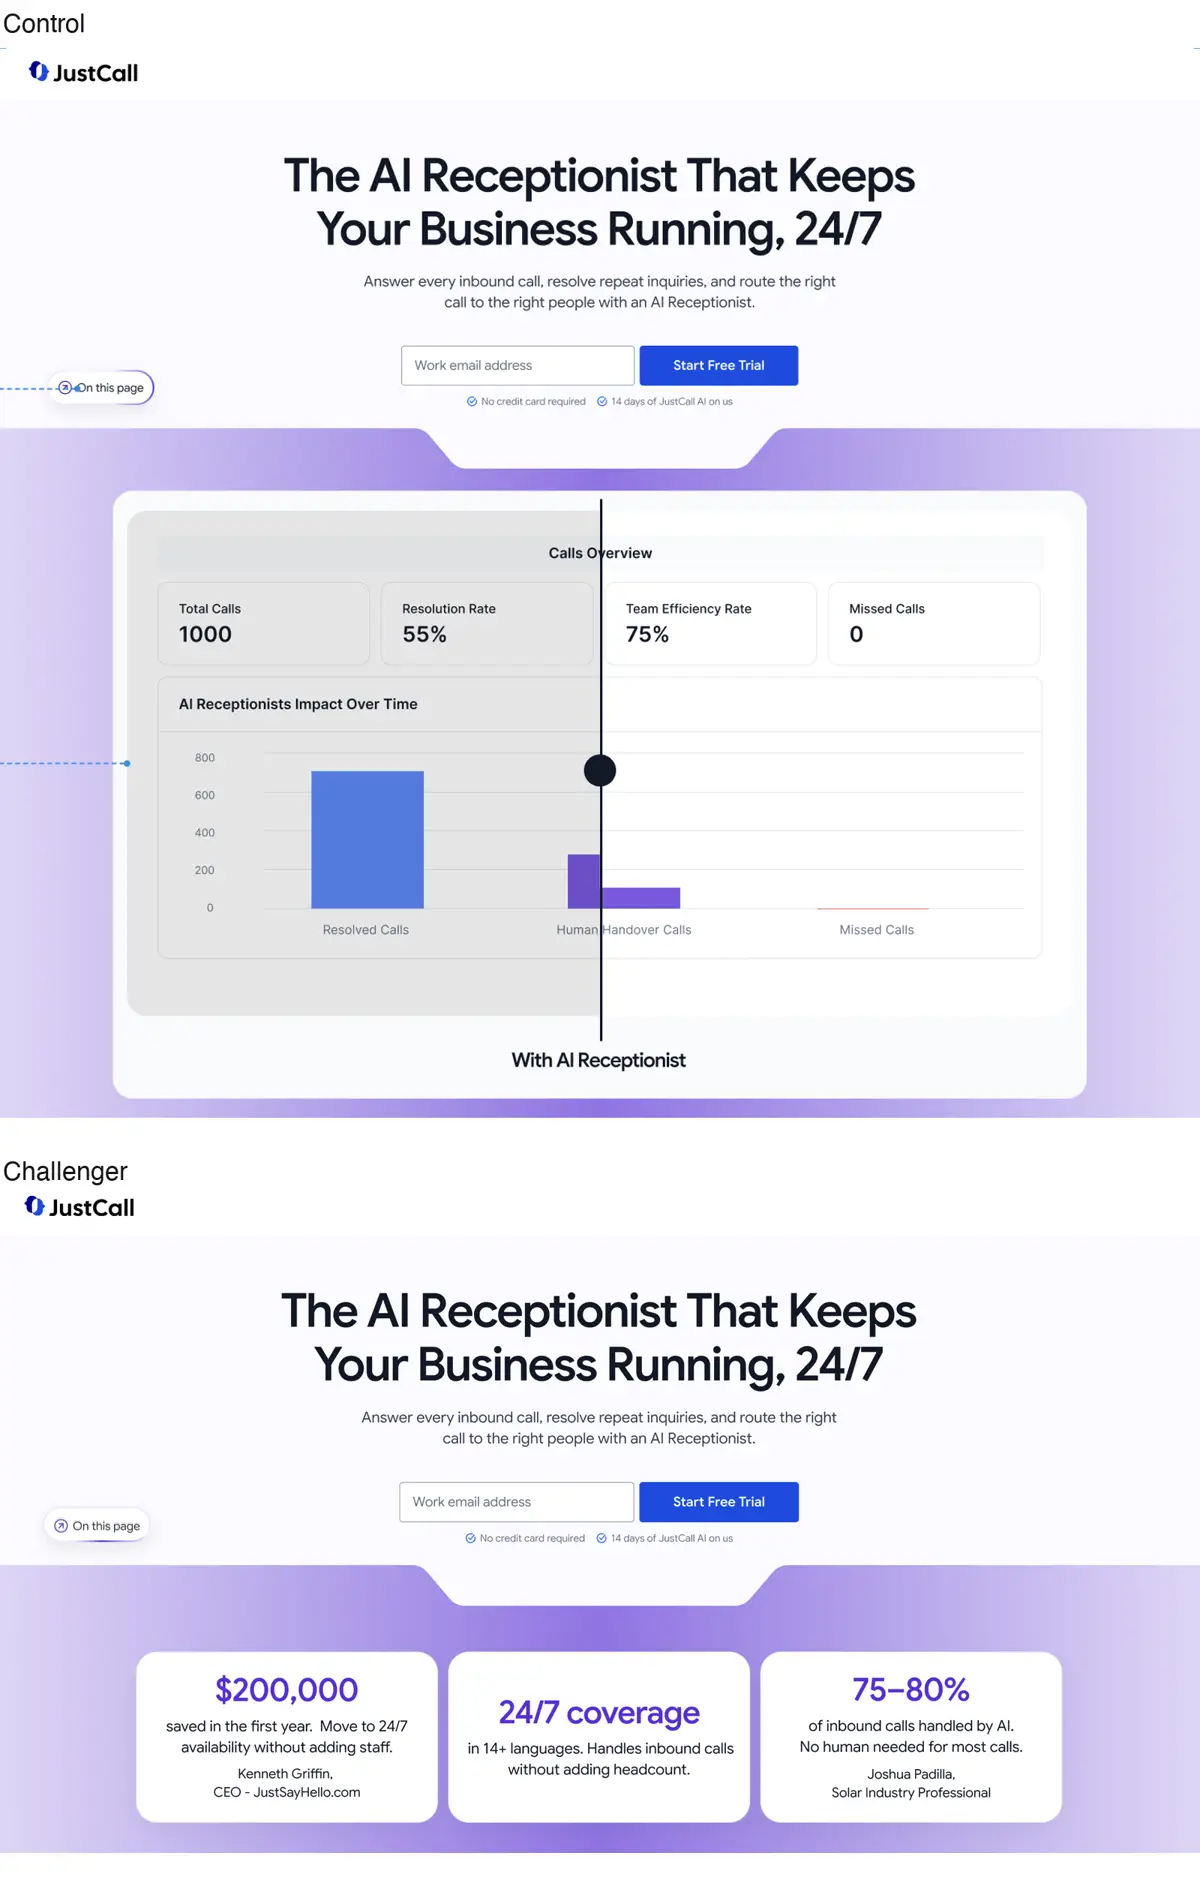 Control
JustCall
The AI Receptionist That Keeps
Your Business Running, 24/7
Answer every inbound call, resolve repeat inquiries, and route the right
call to the right people with an AI Receptionist.
Work email address
Start Free Trial
On this page
No credit card required
14 days of JustCall AI on us
Calls Overview
Total Calls
1000
Resolution Rate
55%
Team Efficiency Rate
75%
Missed Calls
0
AI Receptionists Impact Over Time
800
600
400
200
0
Resolved Calls
Human Handover Calls
Missed Calls
With AI Receptionist
Challenger
JustCall
The AI Receptionist That Keeps
Your Business Running, 24/7
Answer every inbound call, resolve repeat inquiries, and route the right
call to the right people with an AI Receptionist.
Work email address
Start Free Trial
On this page
No credit card required
14 days of JustCall AI on us
$200,000
saved in the first year. Move to 24/7
availability without adding staff.
Kenneth Griffin,
CEO - JustSayHello.com
24/7 coverage
in 14+ languages. Handles inbound calls
without adding headcount.
75–80%
of inbound calls handled by AI.
No human needed for most calls.
Joshua Padilla,
Solar Industry Professional